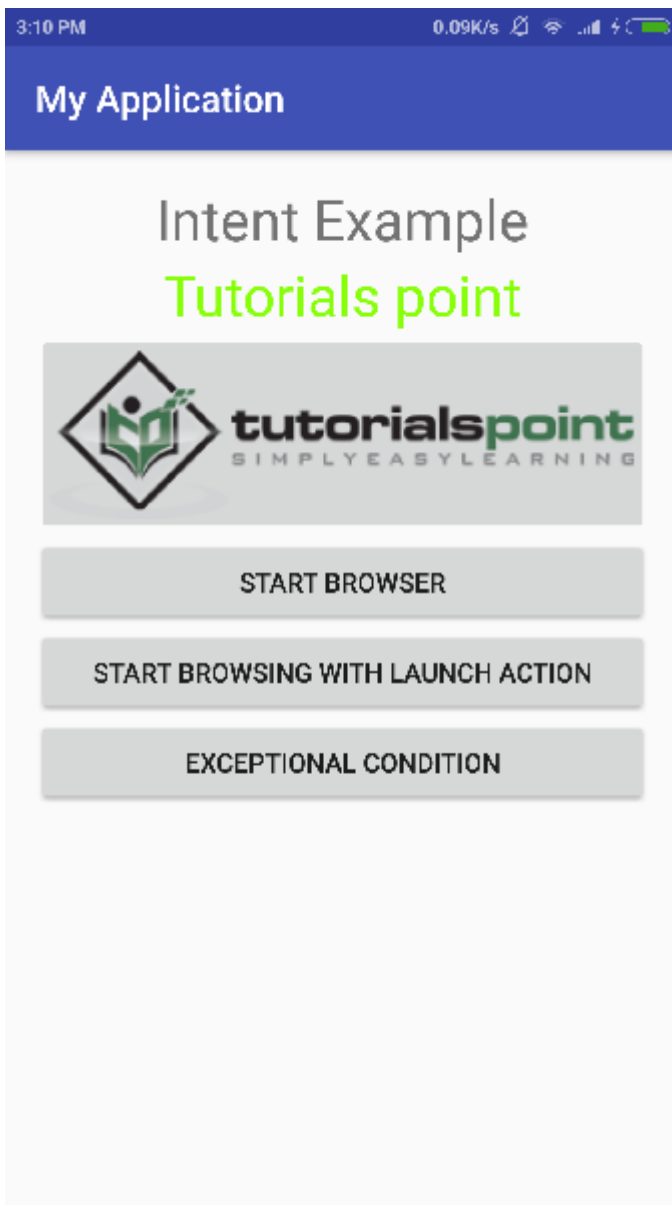 3:10 PM 0.09K/s
My Application
Intent Example
Tutorials point
tutorialspoint
SIMPLYEASYLEARNING
START BROWSER
START BROWSING WITH LAUNCH ACTION
EXCEPTIONAL CONDITION